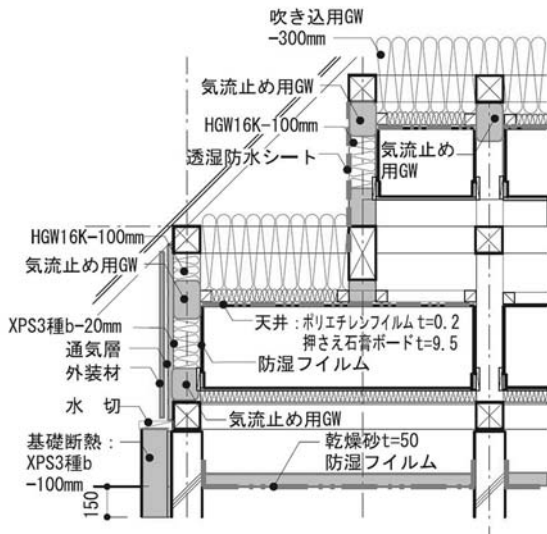 吹き込用GW
-300mm
気流止め用GW
HGW16K-100mm
透湿防水シート
気流止め
用GW
HGW16K-100mm
気流止め用GW
XPS3種b-20mm
通気層
外装材
水 切
基礎断熱：
XPS3種b
-100mm
150
天井：ポリエチレンフイルムt=0.2
押さえ石膏ボードt=9.5
防湿フイルム
気流止め用GW
乾燥砂t=50
防湿フイルム